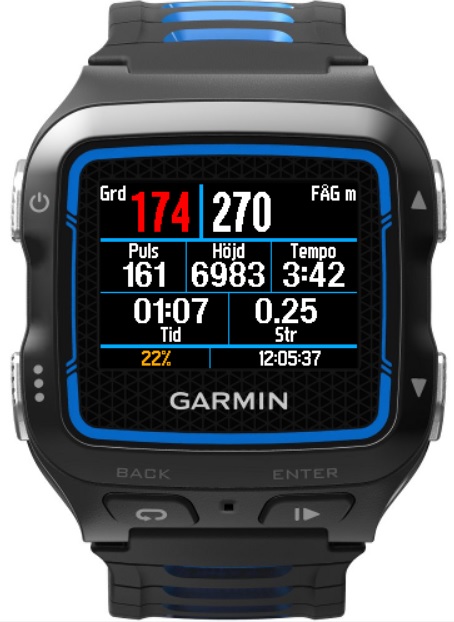 Grd 174 270 FÅG m
Puls Höjd Tempo
161 6983 3:42
01:07 0.25
Tid Str
22% 12:05:37
GARMIN
BACK ENTER